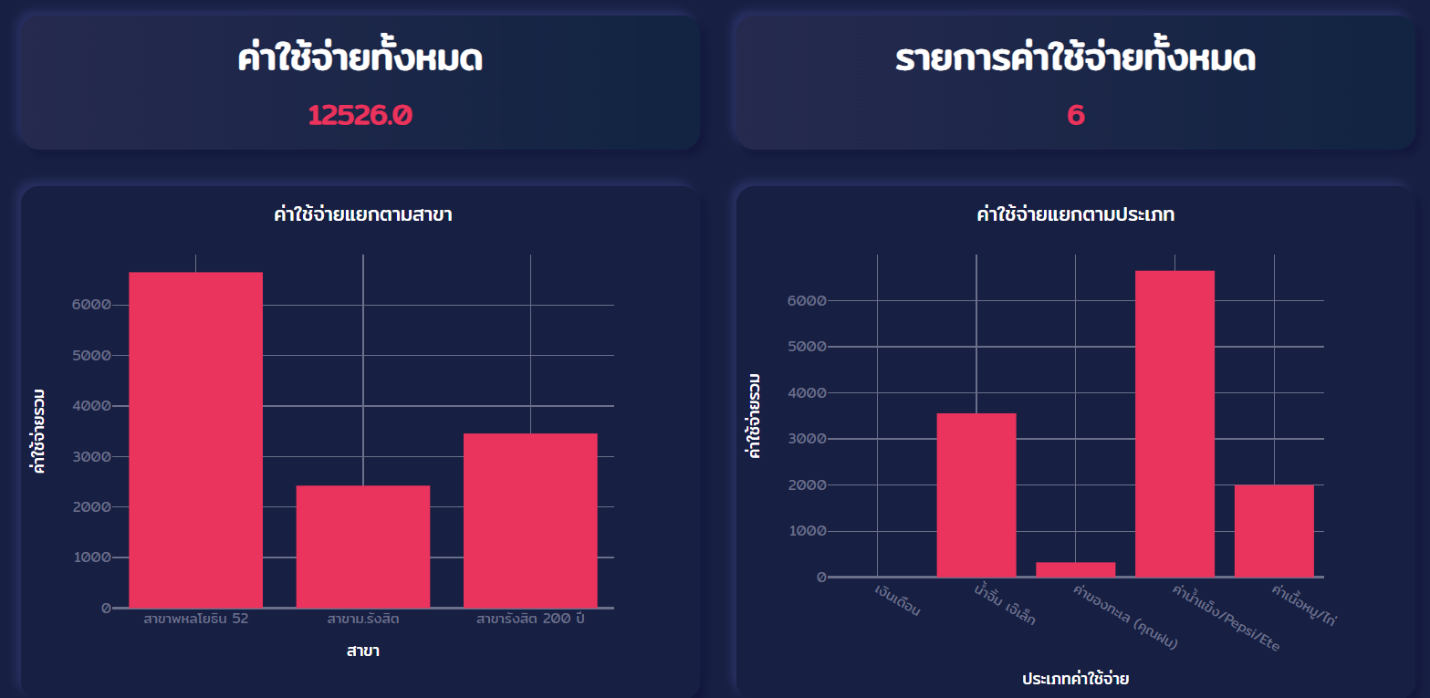 ค่าใช้จ่ายทั้งหมด
12526.0
รายการค่าใช้จ่ายทั้งหมด
6
ค่าใช้จ่ายแยกตามสาขา
ค่าใช้จ่ายรวม
6000
5000
4000
3000
2000
1000
0
สาขาพหลโยธิน 52
สาขาม.รังสิต
สาขารังสิต 200 ปี
สาขา
ค่าใช้จ่ายแยกตามประเภท
ค่าใช้จ่ายรวม
6000
5000
4000
3000
2000
1000
0
เงินเดือน
น้ำจิ้ม เจ๊เล็ก
ค่าของทะเล (คุณฝน)
ค่าน้ำแข็ง/Pepsi/Ete
ค่าเนื้อหมู/ไก่
ประเภทค่าใช้จ่าย